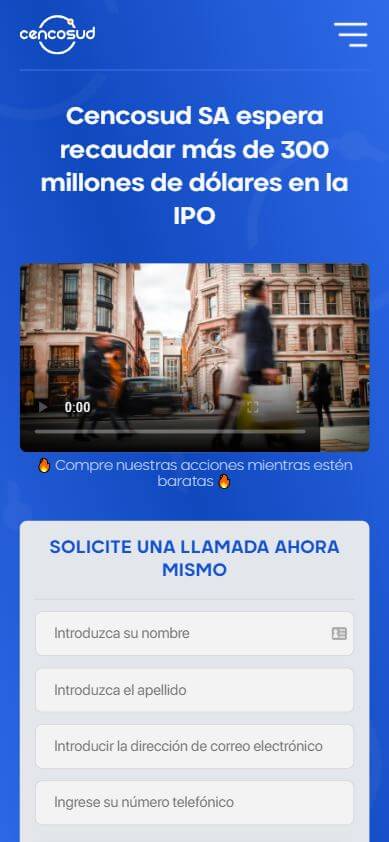 cencosud
Cencosud SA espera
recaudar más de 300
millones de dólares en la
IPO
0:00
🔥 Compre nuestras acciones mientras estén
baratas 🔥
SOLICITE UNA LLAMADA AHORA
MISMO
Introduzca su nombre
Introduzca el apellido
Introducir la dirección de correo electrónico
Ingrese su número telefónico